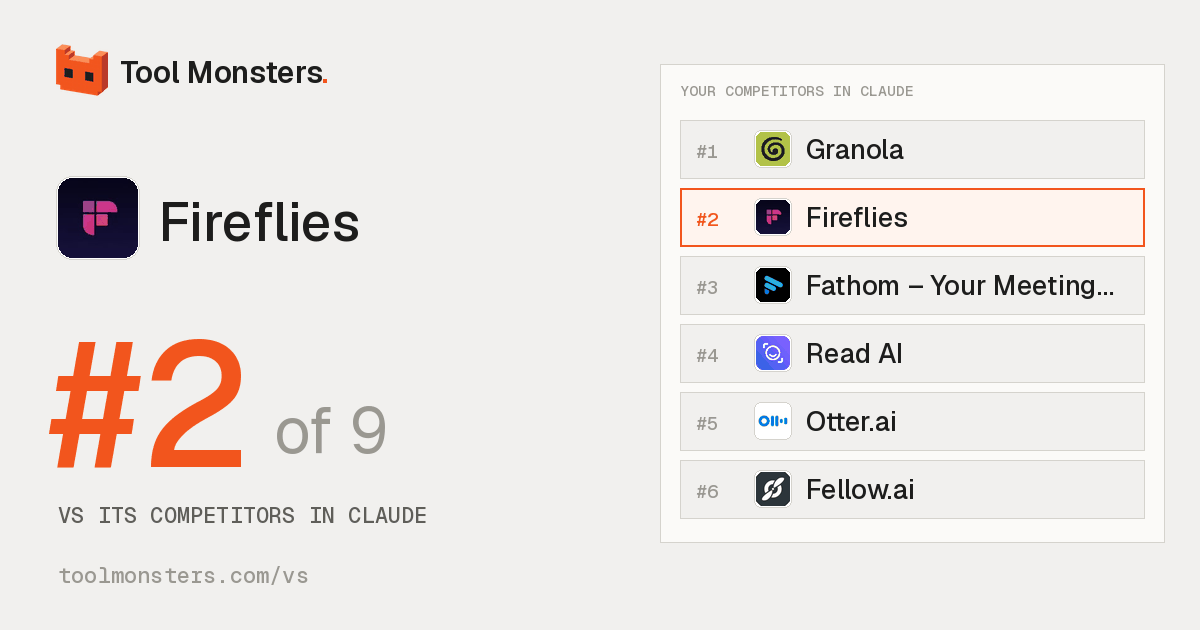 Tool Monsters.
Fireflies
#2 of 9
VS ITS COMPETITORS IN CLAUDE
toolmonsters.com/vs
YOUR COMPETITORS IN CLAUDE
#1 Granola
#2 Fireflies
#3 Fathom – Your Meeting...
#4 Read AI
#5 Otter.ai
#6 Fellow.ai